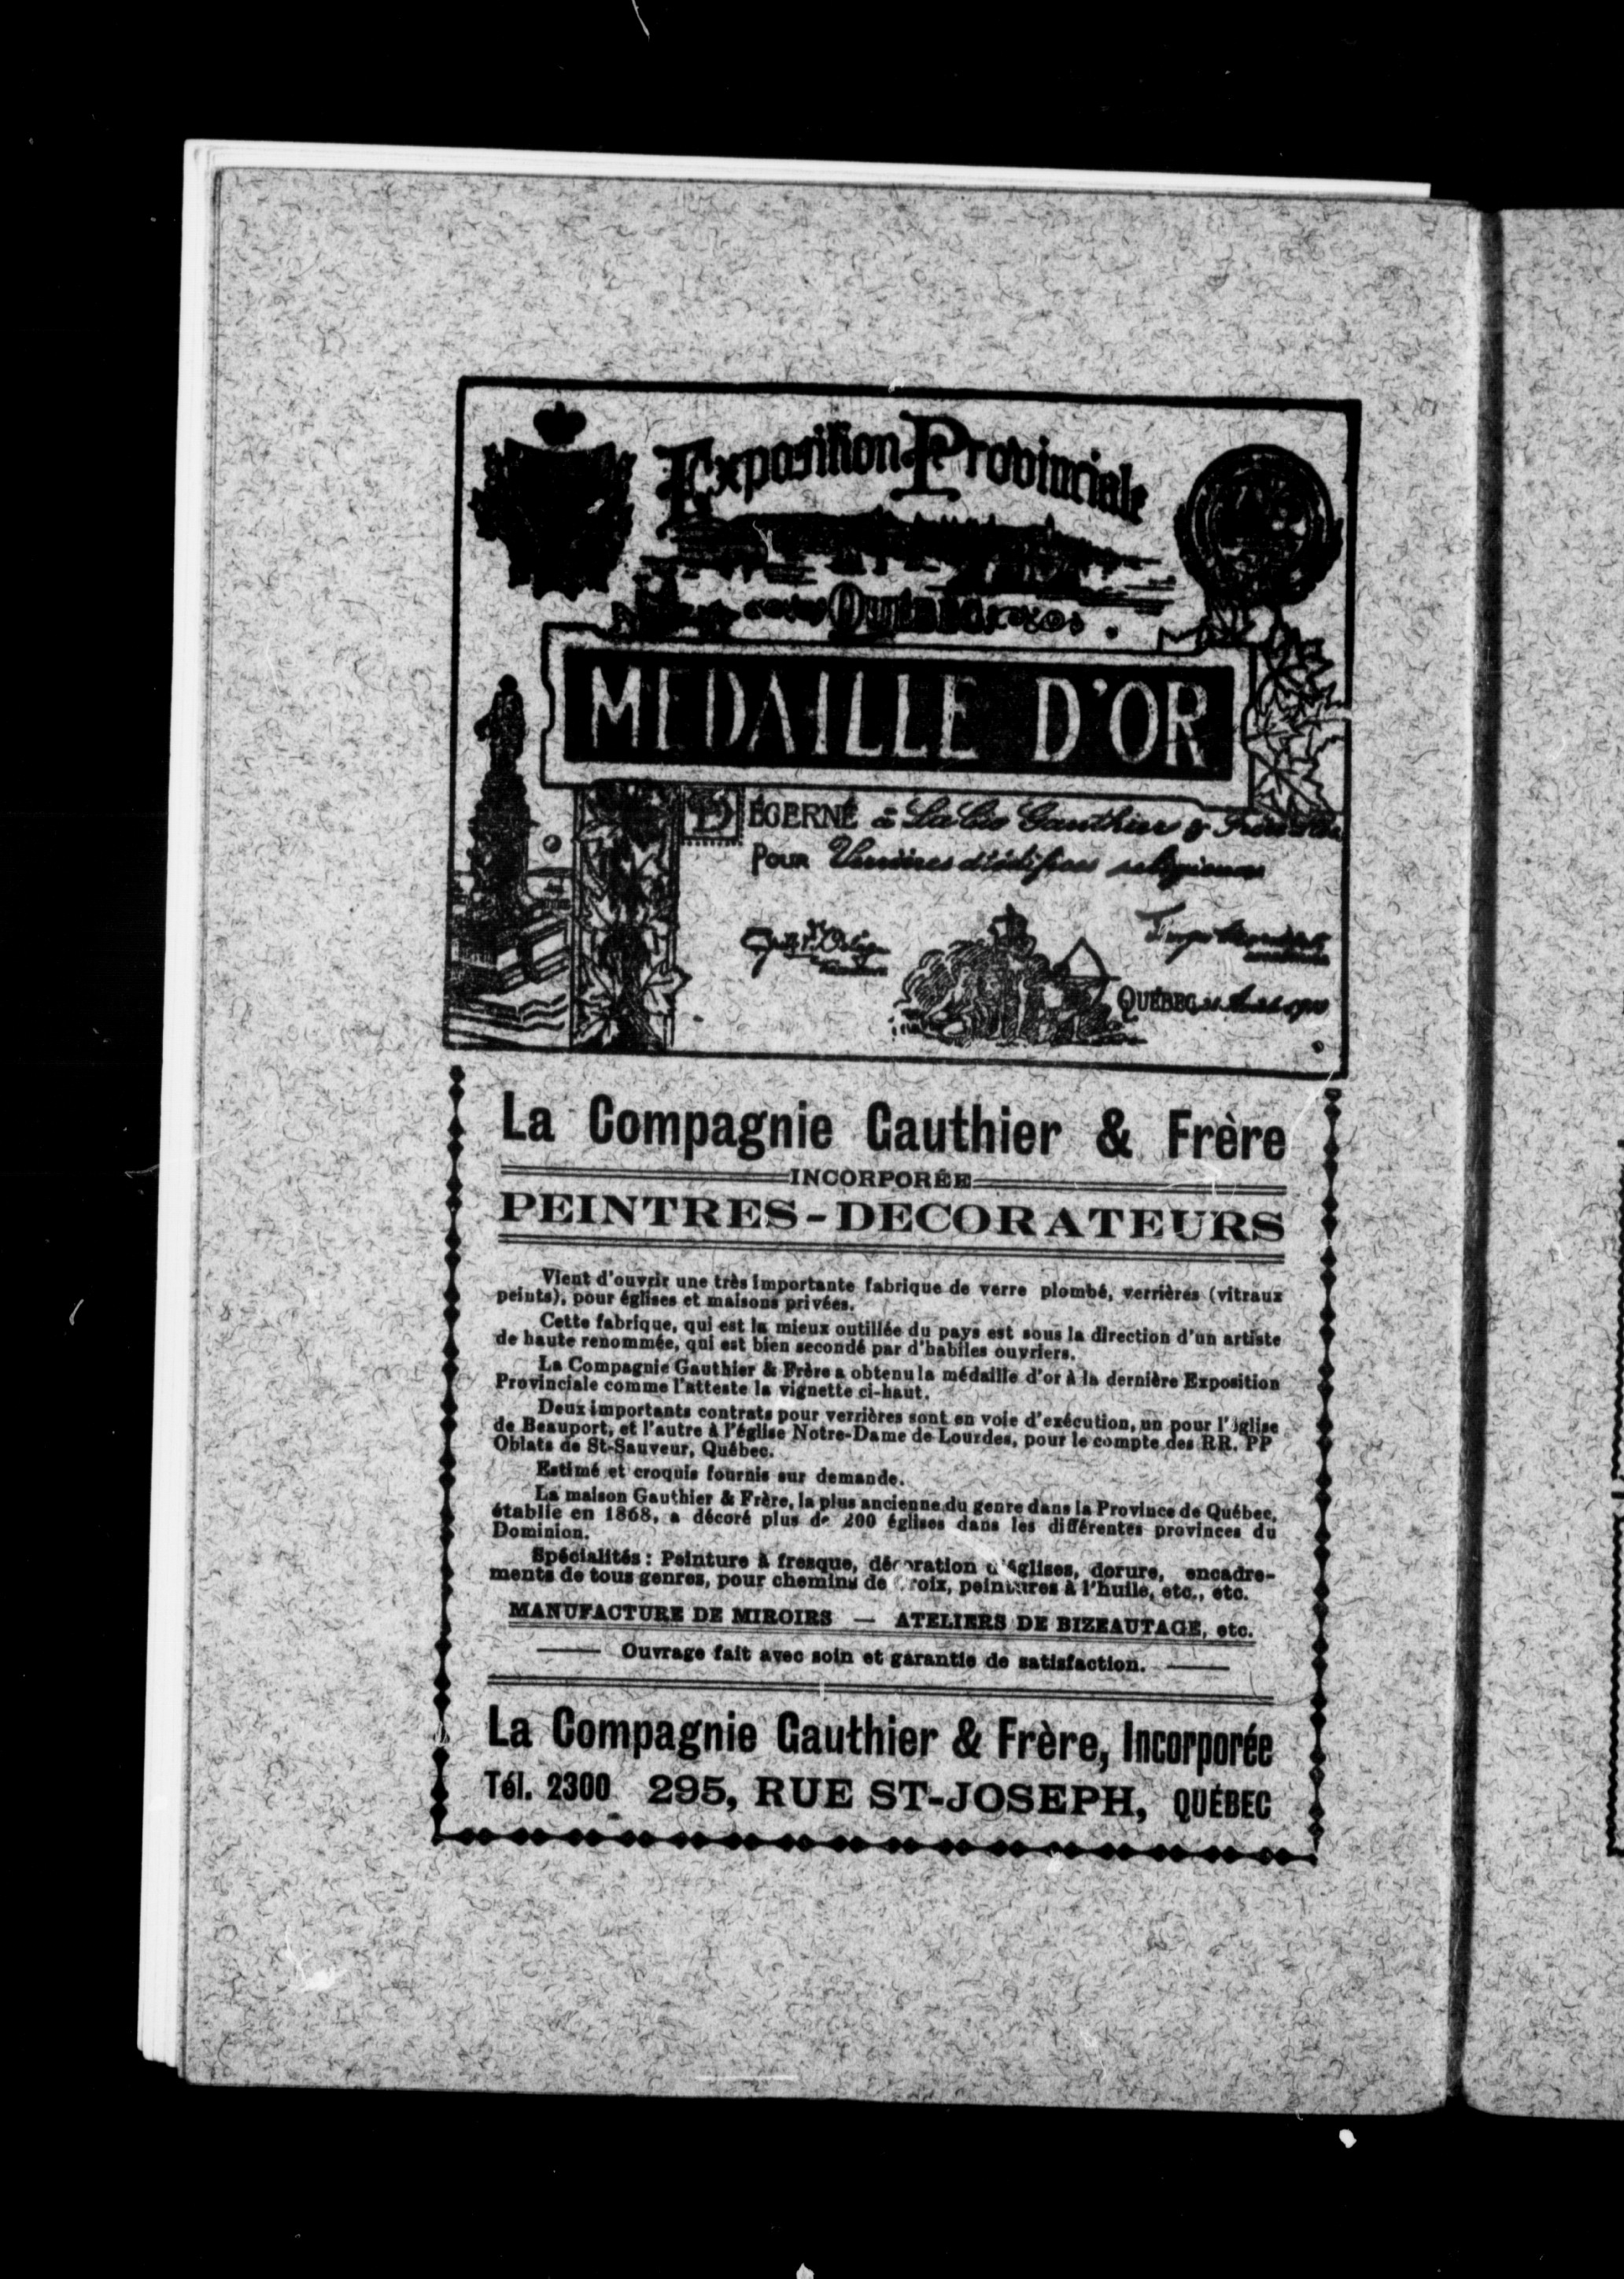 Exposition Provinciale
Québec
MEDAILLE D'OR
DÉCERNÉ à La Cie Gauthier & Frère
Pour Verrières d'édifices religieux
QUÉBEC
La Compagnie Gauthier & Frère
INCORPORÉE
PEINTRES-DECORATEURS
Vient d'ouvrir une très importante fabrique de verre plombé, verrières (vitraux
peints), pour églises et maisons privées.
Cette fabrique, qui est la mieux outillée du pays est sous la direction d'un artiste
de haute renommée, qui est bien secondé par d'habiles ouvriers.
La Compagnie Gauthier & Frère a obtenu la médaille d'or à la dernière Exposition
Provinciale comme l'atteste la vignette ci-haut.
Deux importants contrats pour verrières sont en voie d'exécution, un pour l'église
de Beauport, et l'autre à l'église Notre-Dame de Lourdes, pour le compte des RR. PP
Oblats de St-Sauveur, Québec.
Estimé et croquis fournis sur demande.
La maison Gauthier & Frère, la plus ancienne du genre dans la Province de Québec,
établie en 1868, a décoré plus de 200 églises dans les différentes provinces du
Dominion.
Spécialités : Peinture à fresque, décoration d'églises, dorure, encadre-
ments de tous genres, pour chemins de Croix, peintures à l'huile, etc., etc.
MANUFACTURE DE MIROIRS — ATELIERS DE BIZEAUTAGE, etc.
Ouvrage fait avec soin et garantie de satisfaction.
La Compagnie Gauthier & Frère, Incorporée
Tél. 2300 295, RUE ST-JOSEPH, QUÉBEC